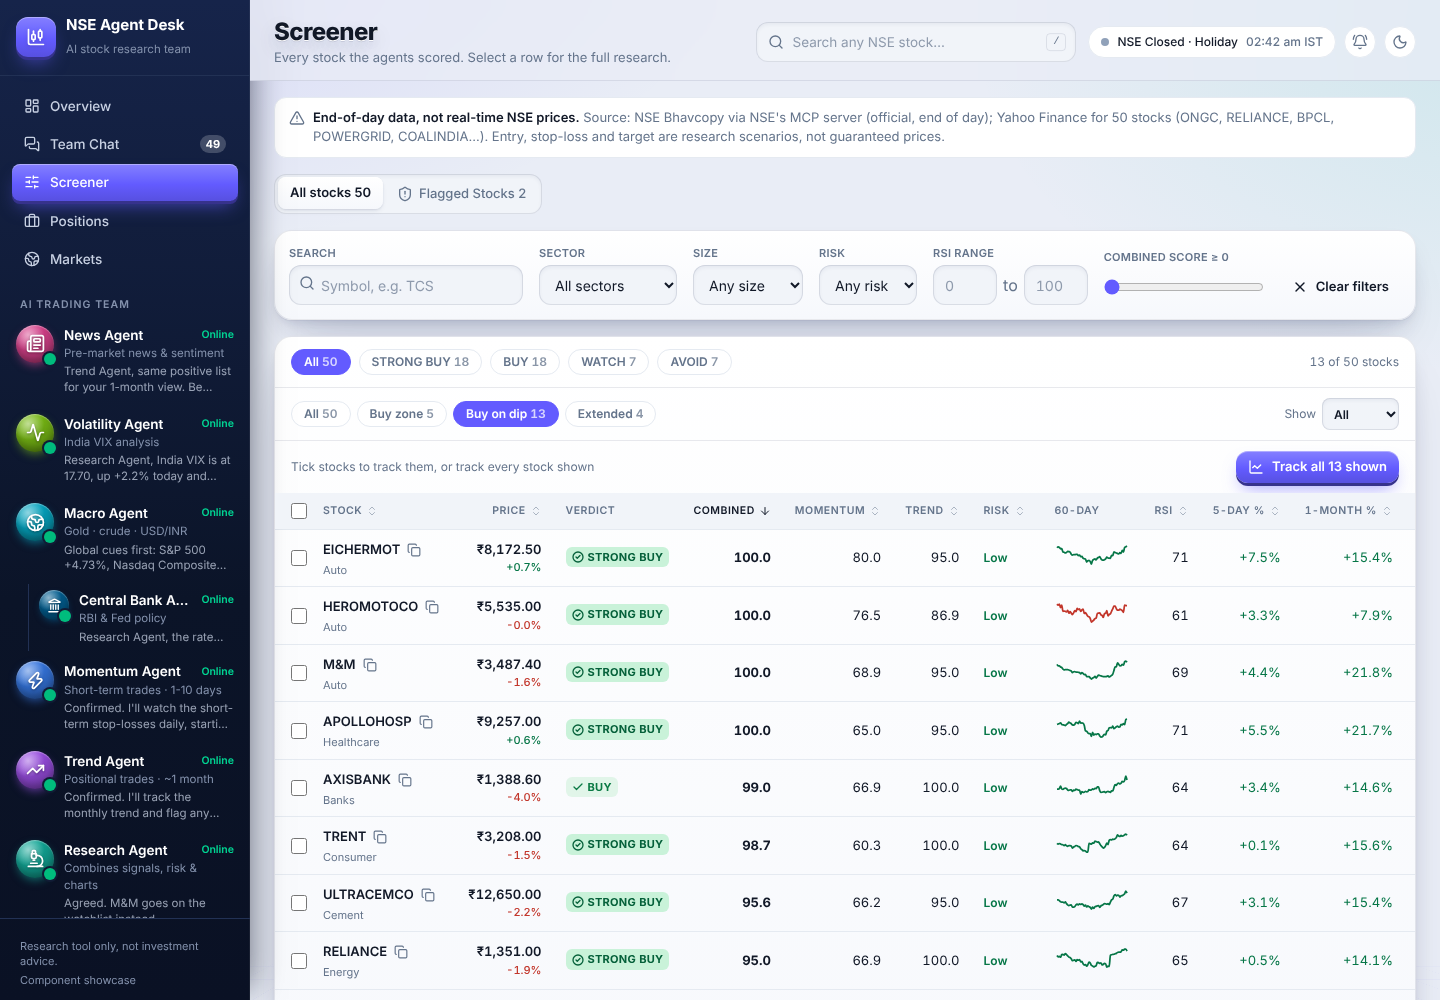 NSE Agent Desk
AI stock research team
Overview
Team Chat 49
Screener
Positions
Markets
AI TRADING TEAM
News Agent Online
Pre-market news & sentiment
Trend Agent, same positive list
for your 1-month view. Be...
Volatility Agent Online
India VIX analysis
Research Agent, India VIX is at
17.70, up +2.2% today and...
Macro Agent Online
Gold · crude · USD/INR
Global cues first: S&P 500
+4.73%, Nasdaq Composite...
Central Bank A... Online
RBI & Fed policy
Research Agent, the rate...
Momentum Agent Online
Short-term trades · 1-10 days
Confirmed. I'll watch the short-
term stop-losses daily, starti...
Trend Agent Online
Positional trades · ~1 month
Confirmed. I'll track the
monthly trend and flag any...
Research Agent Online
Combines signals, risk &
charts
Agreed. M&M goes on the
watchlist instead
Research tool only, not investment
advice.
Component showcase
Screener
Every stock the agents scored. Select a row for the full research.
Search any NSE stock... /
NSE Closed · Holiday 02:42 am IST
End-of-day data, not real-time NSE prices. Source: NSE Bhavcopy via NSE's MCP server (official, end of day); Yahoo Finance for 50 stocks (ONGC, RELIANCE, BPCL,
POWERGRID, COALINDIA...). Entry, stop-loss and target are research scenarios, not guaranteed prices.
All stocks 50 Flagged Stocks 2
SEARCH SECTOR SIZE RISK RSI RANGE COMBINED SCORE ≥ 0
Symbol, e.g. TCS All sectors Any size Any risk 0 to 100 Clear filters
All 50 STRONG BUY 18 BUY 18 WATCH 7 AVOID 7 13 of 50 stocks
All 50 Buy zone 5 Buy on dip 13 Extended 4 Show All
Tick stocks to track them, or track every stock shown Track all 13 shown
STOCK PRICE VERDICT COMBINED MOMENTUM TREND RISK 60-DAY RSI 5-DAY % 1-MONTH %
EICHERMOT ₹8,172.50 STRONG BUY 100.0 80.0 95.0 Low 71 +7.5% +15.4%
Auto +0.7%
HEROMOTOCO ₹5,535.00 STRONG BUY 100.0 76.5 86.9 Low 61 +3.3% +7.9%
Auto -0.0%
M&M ₹3,487.40 STRONG BUY 100.0 68.9 95.0 Low 69 +4.4% +21.8%
Auto -1.6%
APOLLOHOSP ₹9,257.00 STRONG BUY 100.0 65.0 95.0 Low 71 +5.5% +21.7%
Healthcare +0.6%
AXISBANK ₹1,388.60 BUY 99.0 66.9 100.0 Low 64 +3.4% +14.6%
Banks -4.0%
TRENT ₹3,208.00 STRONG BUY 98.7 60.3 100.0 Low 64 +0.1% +15.6%
Consumer -1.5%
ULTRACEMCO ₹12,650.00 STRONG BUY 95.6 66.2 95.0 Low 67 +3.1% +15.4%
Cement -2.2%
RELIANCE ₹1,351.00 STRONG BUY 95.0 66.9 100.0 Low 65 +0.5% +14.1%
Energy -1.9%